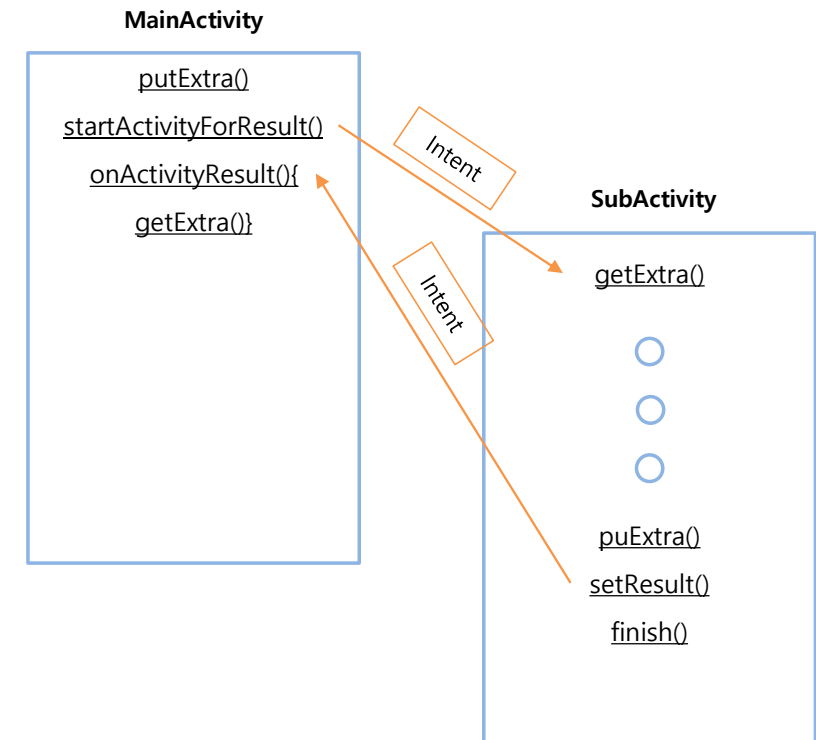 MainActivity
putExtra()
startActivityForResult()
onActivityResult(){
getExtra()}
Intent
Intent
SubActivity
getExtra()
puExtra()
setResult()
finish()